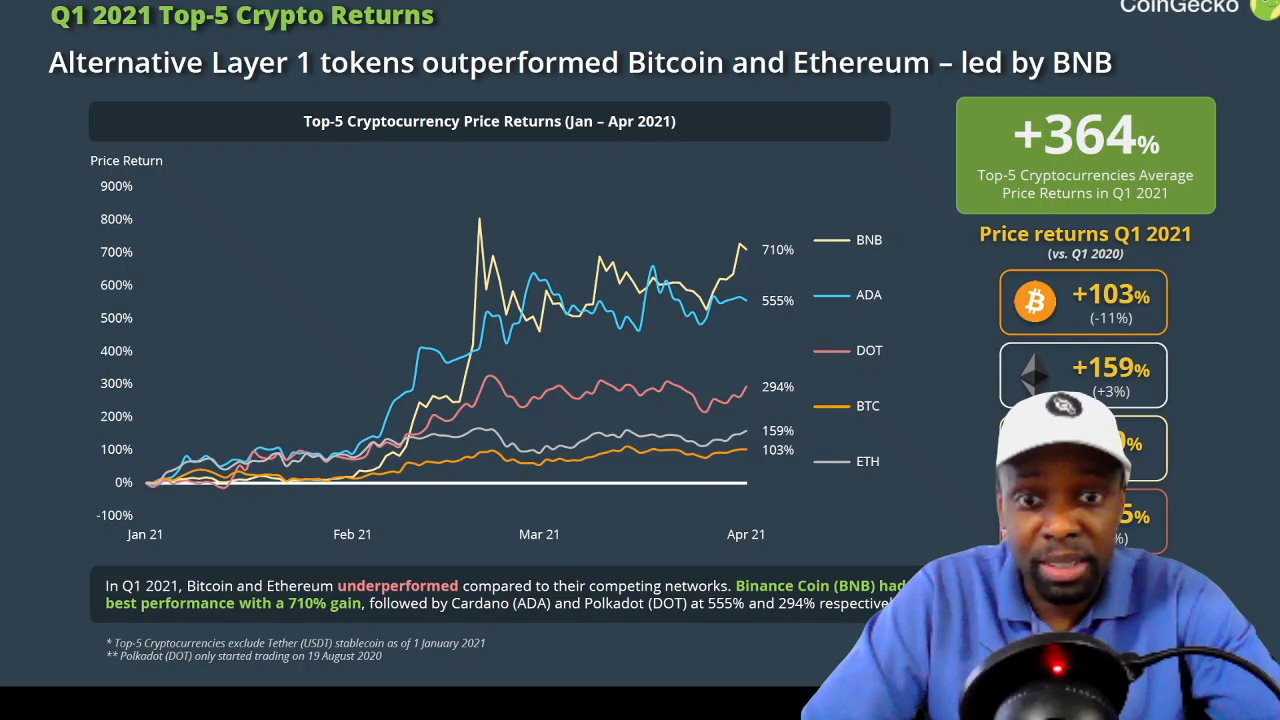 Q1 2021 Top-5 Crypto Returns
CoinGecko
Alternative Layer 1 tokens outperformed Bitcoin and Ethereum – led by BNB
Top-5 Cryptocurrency Price Returns (Jan – Apr 2021)
Price Return
900%
800%
700%
600%
500%
400%
300%
200%
100%
0%
-100%
Jan 21
Feb 21
Mar 21
Apr 21
710%
555%
294%
159%
103%
BNB
ADA
DOT
BTC
ETH
+364%
Top-5 Cryptocurrencies Average
Price Returns in Q1 2021
Price returns Q1 2021
(vs. Q1 2020)
+103%
(-11%)
+159%
(+3%)
%
5%
%)
In Q1 2021, Bitcoin and Ethereum underperformed compared to their competing networks. Binance Coin (BNB) had
best performance with a 710% gain, followed by Cardano (ADA) and Polkadot (DOT) at 555% and 294%
* Top-5 Cryptocurrencies exclude Tether (USDT) stablecoin as of 1 January 2021
** Polkadot (DOT) only started trading on 19 August 2020